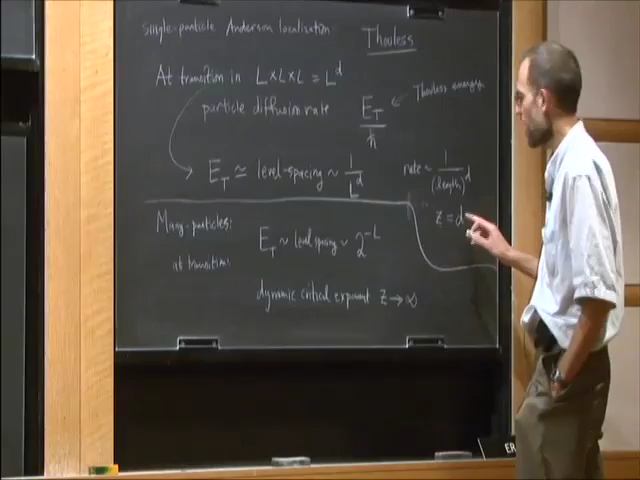 Single-particle Anderson localization
Thouless
At transition in L×L×L = L^d
particle diffusion rate E_T/ħ ← Thouless energy
E_T ≅ level-spacing ~ 1/L^d
rate ~ 1/(length)^d
z = d
Many-particles:
at transition:
E_T ~ level spacing ~ 2^-L
dynamic critical exponent z → ∞
ER